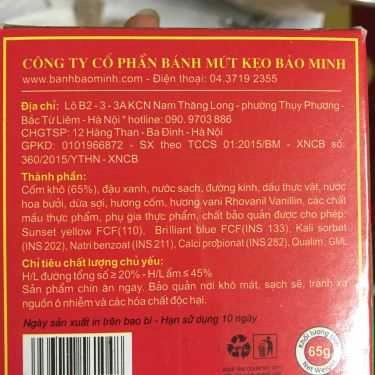 CÔNG TY CỔ PHẦN BÁNH MỨT KẸO BẢO MINH
www.banhbaominh.com - Điện thoại: 04.3719 2355
Địa chỉ: Lô B2 - 3 - 3A KCN Nam Thăng Long - phường Thụy Phương -
Bắc Từ Liêm - Hà Nội * hotline: 090. 9703 886
CHGTSP: 12 Hàng Than - Ba Đình - Hà Nội
GPKD: 0101966872 - SX theo TCCS 01:2015/BM - XNCB số:
360/2015/YTHN - XNCB
Thành phần:
Cốm khô (65%), đậu xanh, nước sạch, đường kính, dầu thực vật, nước
hoa bưởi, dừa sợi, hương cốm, hương vani Rhovanil Vanillin, các chất
mầu thực phẩm, phụ gia thực phẩm, chất bảo quản được cho phép:
Sunset yellow FCF(110). Brilliant blue FCF(INS 133). Kali sorbat
(INS 202), Natri benzoat (INS 211), Calci propionat (INS 282), Qualim, GML
Chỉ tiêu chất lượng chủ yếu:
H/L đường tổng số ≥ 20% - H/L ẩm ≤ 45%
Sản phẩm chín ăn ngay. Bảo quản nơi khô mát, sạch sẽ, tránh xa
nguồn ô nhiễm và các hóa chất độc hại.
Ngày sản xuất in trên bao bì - Hạn sử dụng 10 ngày
Khối lượng
65g
Net